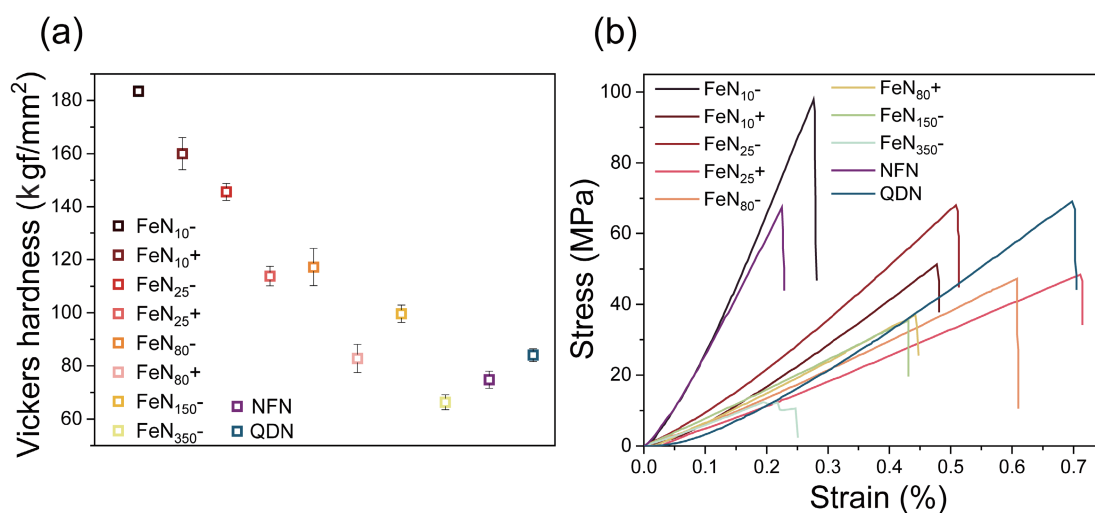 (a)
Vickers hardness (kgf/mm²)
180
160
140
120
100
80
60
FeN₁₀-
FeN₁₀+
FeN₂₅-
FeN₂₅+
FeN₈₀-
FeN₈₀+
FeN₁₅₀-
FeN₃₅₀-
NFN
QDN
(b)
Stress (MPa)
100
80
60
40
20
0
FeN₁₀-
FeN₁₀+
FeN₂₅-
FeN₂₅+
FeN₈₀-
FeN₈₀+
FeN₁₅₀-
FeN₃₅₀-
NFN
QDN
0.0 0.1 0.2 0.3 0.4 0.5 0.6 0.7
Strain (%)